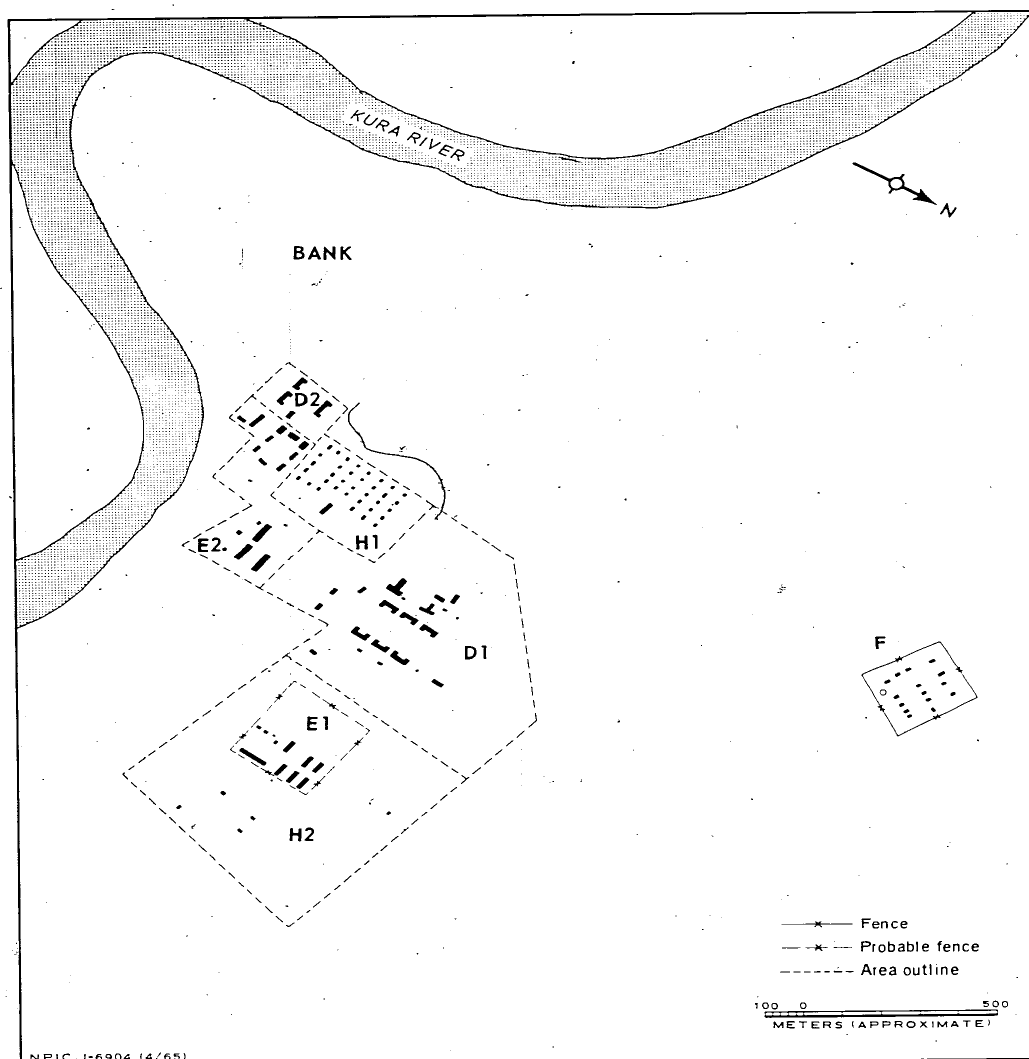 KURA RIVER
N
BANK
D2
E2
H1
D1
F
E1
H2
Fence
Probable fence
Area outline
100 0 500
METERS (APPROXIMATE)
NPIC J-6904 (4/65)